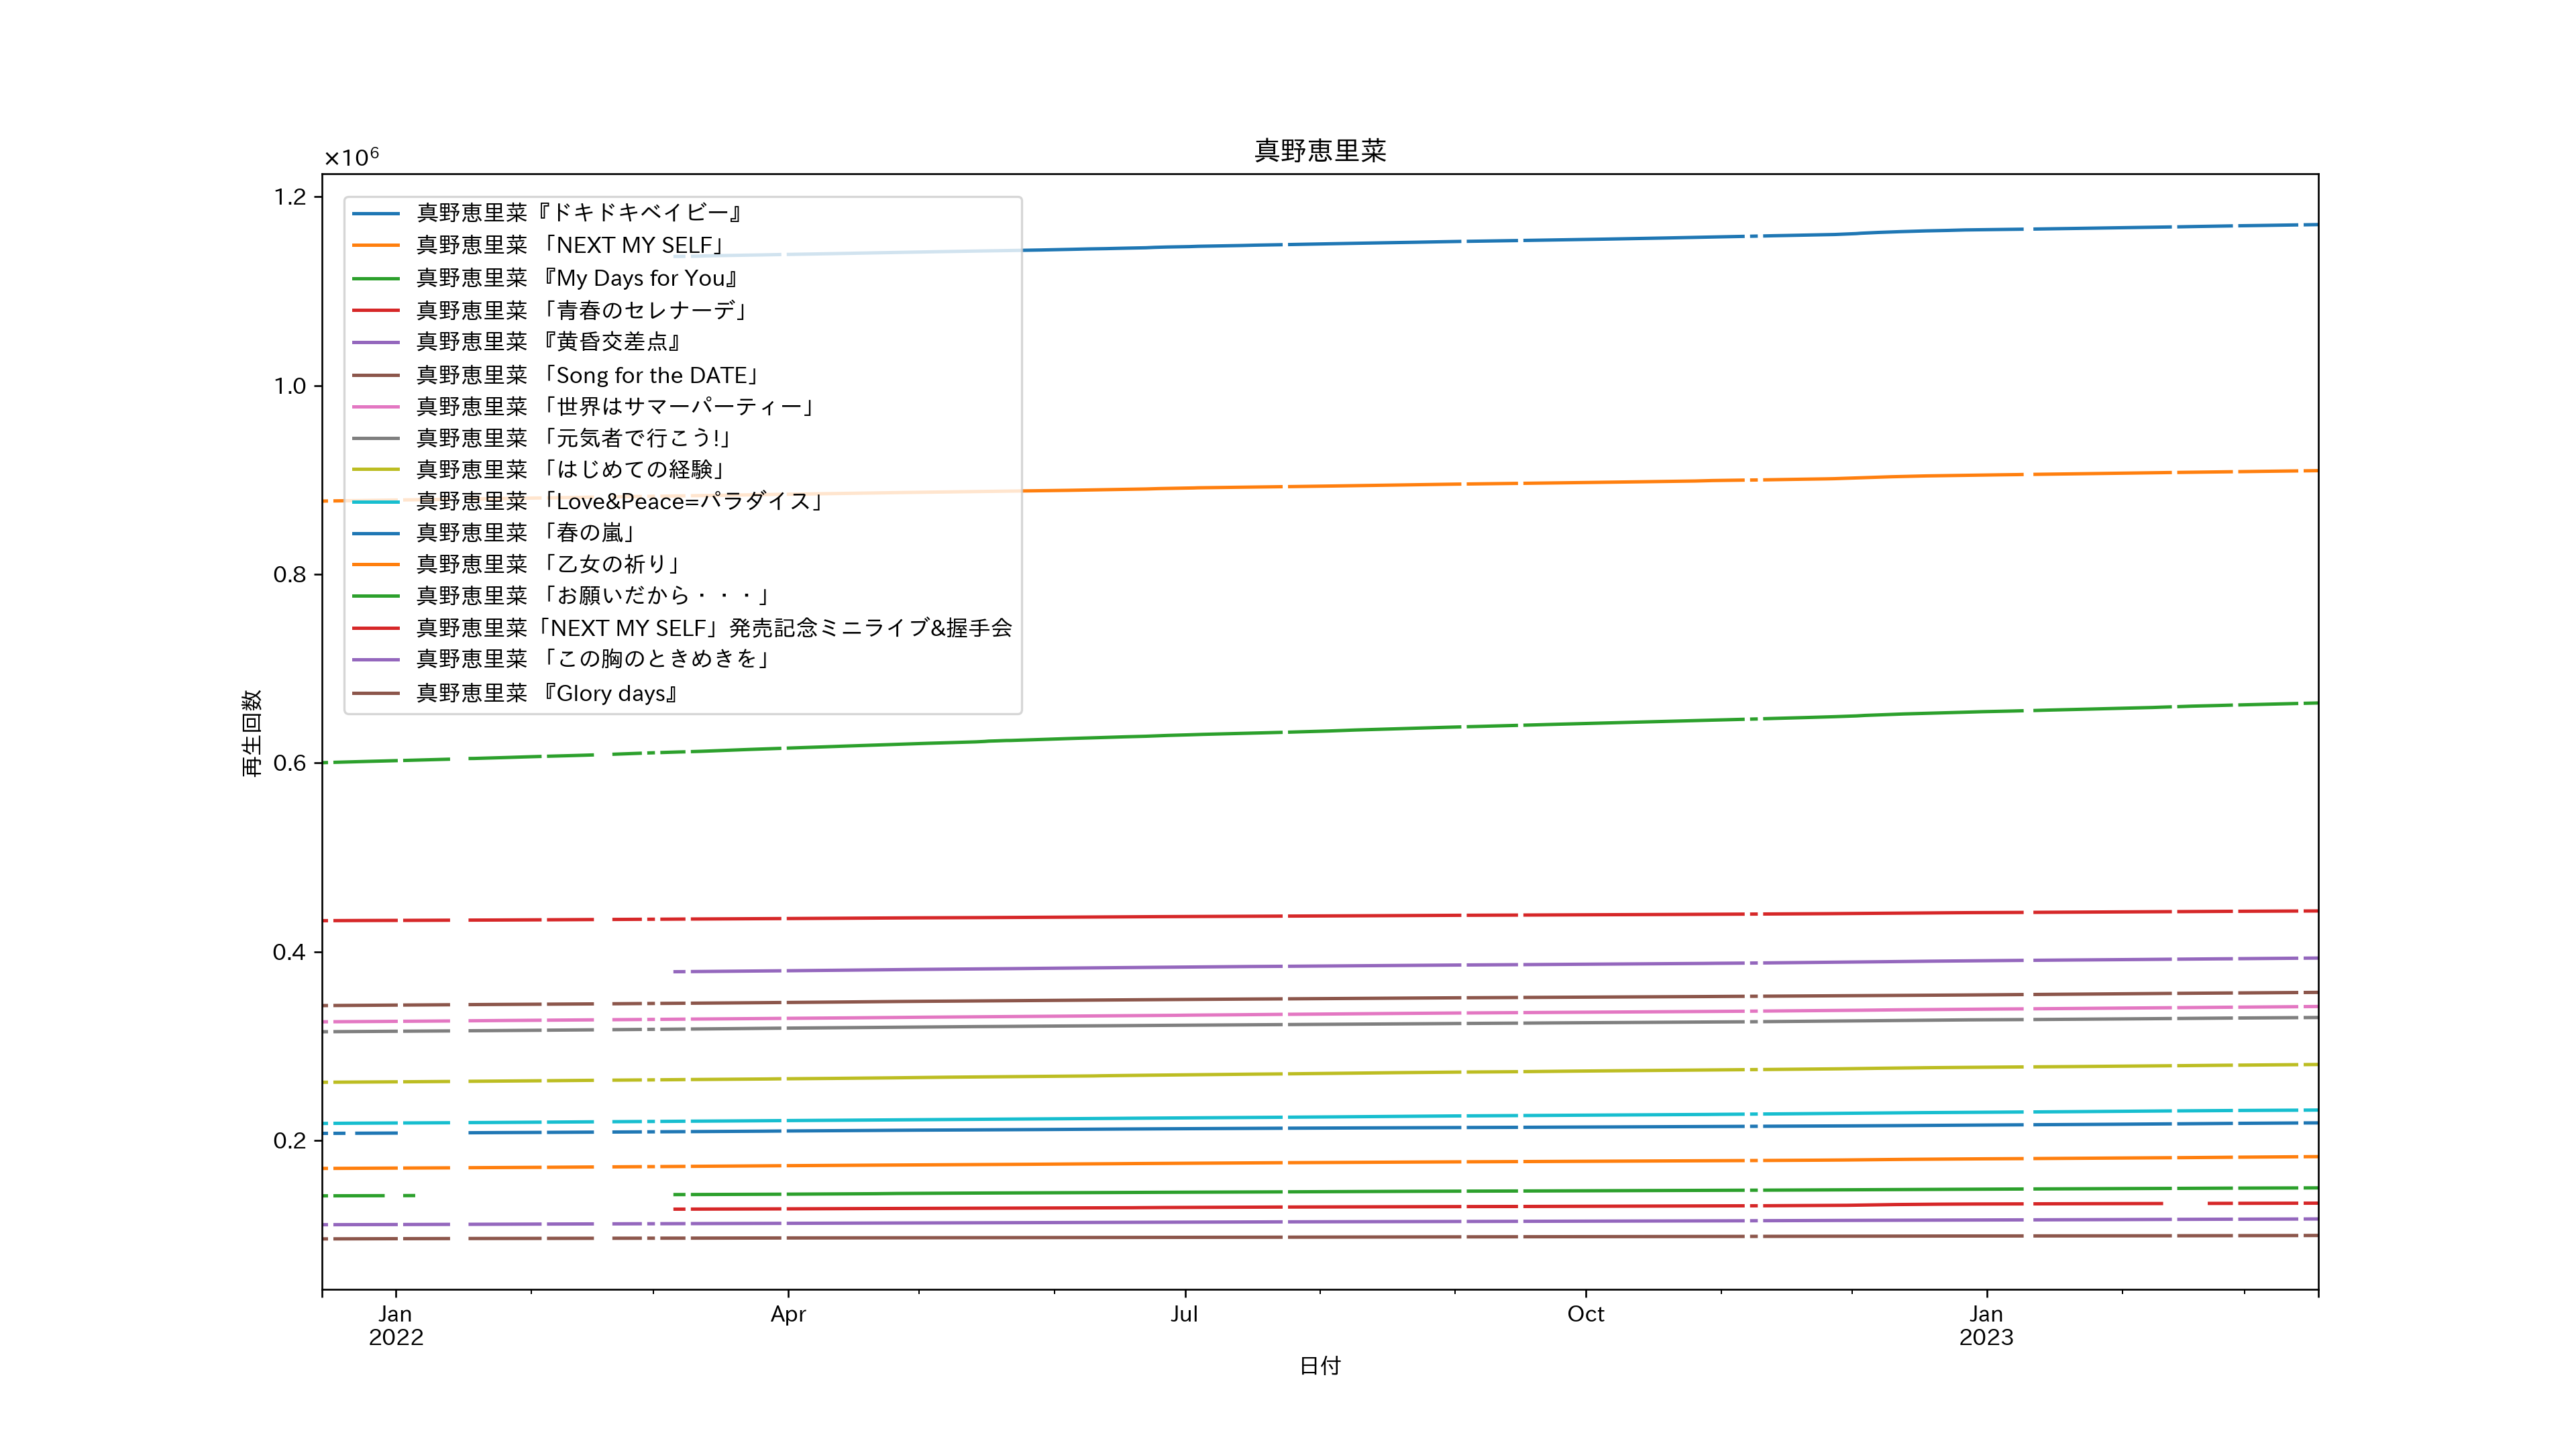 真野恵里菜
×10⁶
1.2
1.0
0.8
0.6
0.4
0.2
再生回数
真野恵里菜『ドキドキベイビー』
真野恵里菜 「NEXT MY SELF」
真野恵里菜 『My Days for You』
真野恵里菜 「青春のセレナーデ」
真野恵里菜 『黄昏交差点』
真野恵里菜 「Song for the DATE」
真野恵里菜 「世界はサマーパーティー」
真野恵里菜 「元気者で行こう!」
真野恵里菜 「はじめての経験」
真野恵里菜 「Love&Peace=パラダイス」
真野恵里菜 「春の嵐」
真野恵里菜 「乙女の祈り」
真野恵里菜 「お願いだから・・・」
真野恵里菜「NEXT MY SELF」発売記念ミニライブ&握手会
真野恵里菜 「この胸のときめきを」
真野恵里菜 『Glory days』
Jan Apr Jul Oct Jan
2022 2023
日付